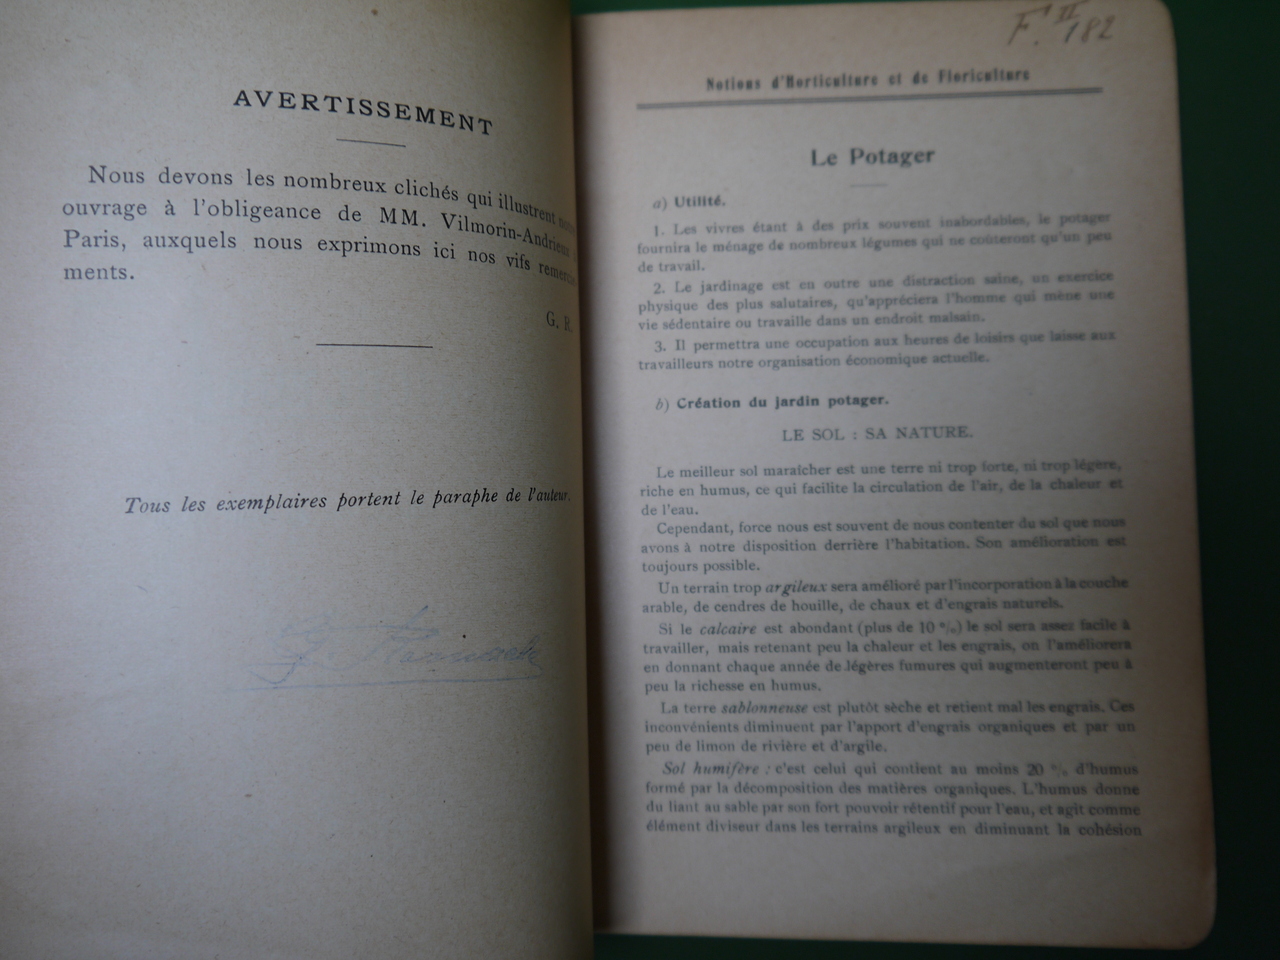 AVERTISSEMENT
Nous devons les nombreux clichés qui illustrent
ouvrage à l'obligeance de MM. Vilmorin-Andrieux
Paris, auxquels nous exprimons ici nos vifs
ments.
G. R.
Tous les exemplaires portent le paraphe de l'auteur.
F. II
182
Notions d'Horticulture et de Floriculture
Le Potager
a) Utilité.
1. Les vivres étant à des prix souvent inabordables, le potager
fournira le ménage de nombreux légumes qui ne coûteront qu'un peu
de travail.
2. Le jardinage est en outre une distraction saine, un exercice
physique des plus salutaires, qu'appréciera l'homme qui mène une
vie sédentaire ou travaille dans un endroit malsain.
3. Il permettra une occupation aux heures de loisirs que laisse aux
travailleurs notre organisation économique actuelle.
b) Création du jardin potager.
LE SOL : SA NATURE.
Le meilleur sol maraîcher est une terre ni trop forte, ni trop légère,
riche en humus, ce qui facilite la circulation de l'air, de la chaleur et
de l'eau.
Cependant, force nous est souvent de nous contenter du sol que nous
avons à notre disposition derrière l'habitation. Son amélioration est
toujours possible.
Un terrain trop argileux sera amélioré par l'incorporation à la couche
arable, de cendres de houille, de chaux et d'engrais naturels.
Si le calcaire est abondant (plus de 10 %) le sol sera assez facile à
travailler, mais retenant peu la chaleur et les engrais, on l'améliorera
en donnant chaque année de légères fumures qui augmenteront peu à
peu la richesse en humus.
La terre sablonneuse est plutôt sèche et retient mal les engrais. Ces
inconvénients diminuent par l'apport d'engrais organiques et par un
peu de limon de rivière et d'argile.
Sol humifère : c'est celui qui contient au moins 20 % d'humus
formé par la décomposition des matières organiques. L'humus donne
du liant au sable par son fort pouvoir rétentif pour l'eau, et agit comme
élément diviseur dans les terrains argileux en diminuant la cohésion